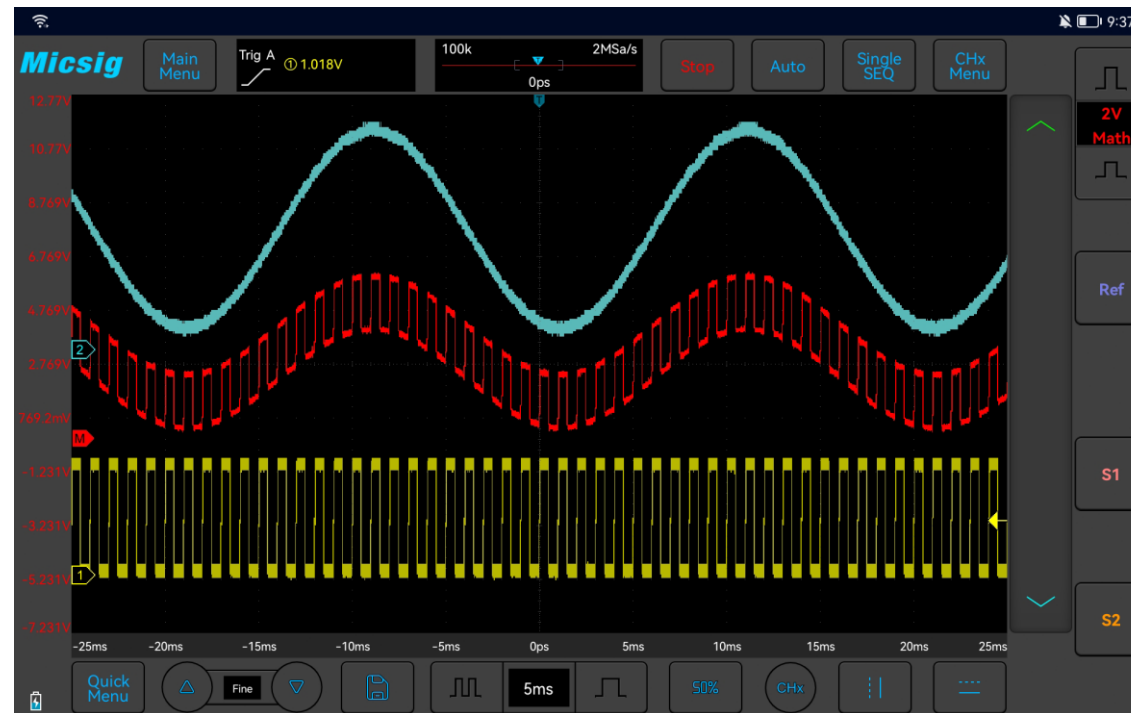 9:37
Micsig
Main
Menu
Trig A
① 1.018V
100k
2MSa/s
T
0ps
Stop
Auto
Single
SEQ
CHx
Menu
T
12.77V
10.77V
8.769V
6.769V
4.769V
2.769V
769.2mV
-1.231V
-3.231V
-5.231V
-7.231V
2
M
1
2V
Math
Ref
S1
S2
-25ms
-20ms
-15ms
-10ms
-5ms
0ps
5ms
10ms
15ms
20ms
25ms
Quick
Menu
Fine
5ms
50%
CHx